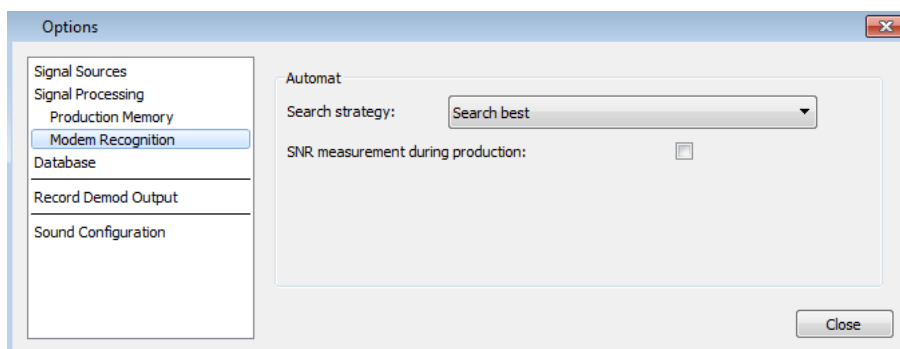 Options
Signal Sources
Signal Processing
Production Memory
Modem Recognition
Database
Record Demod Output
Sound Configuration
Automat
Search strategy: Search best
SNR measurement during production:
Close